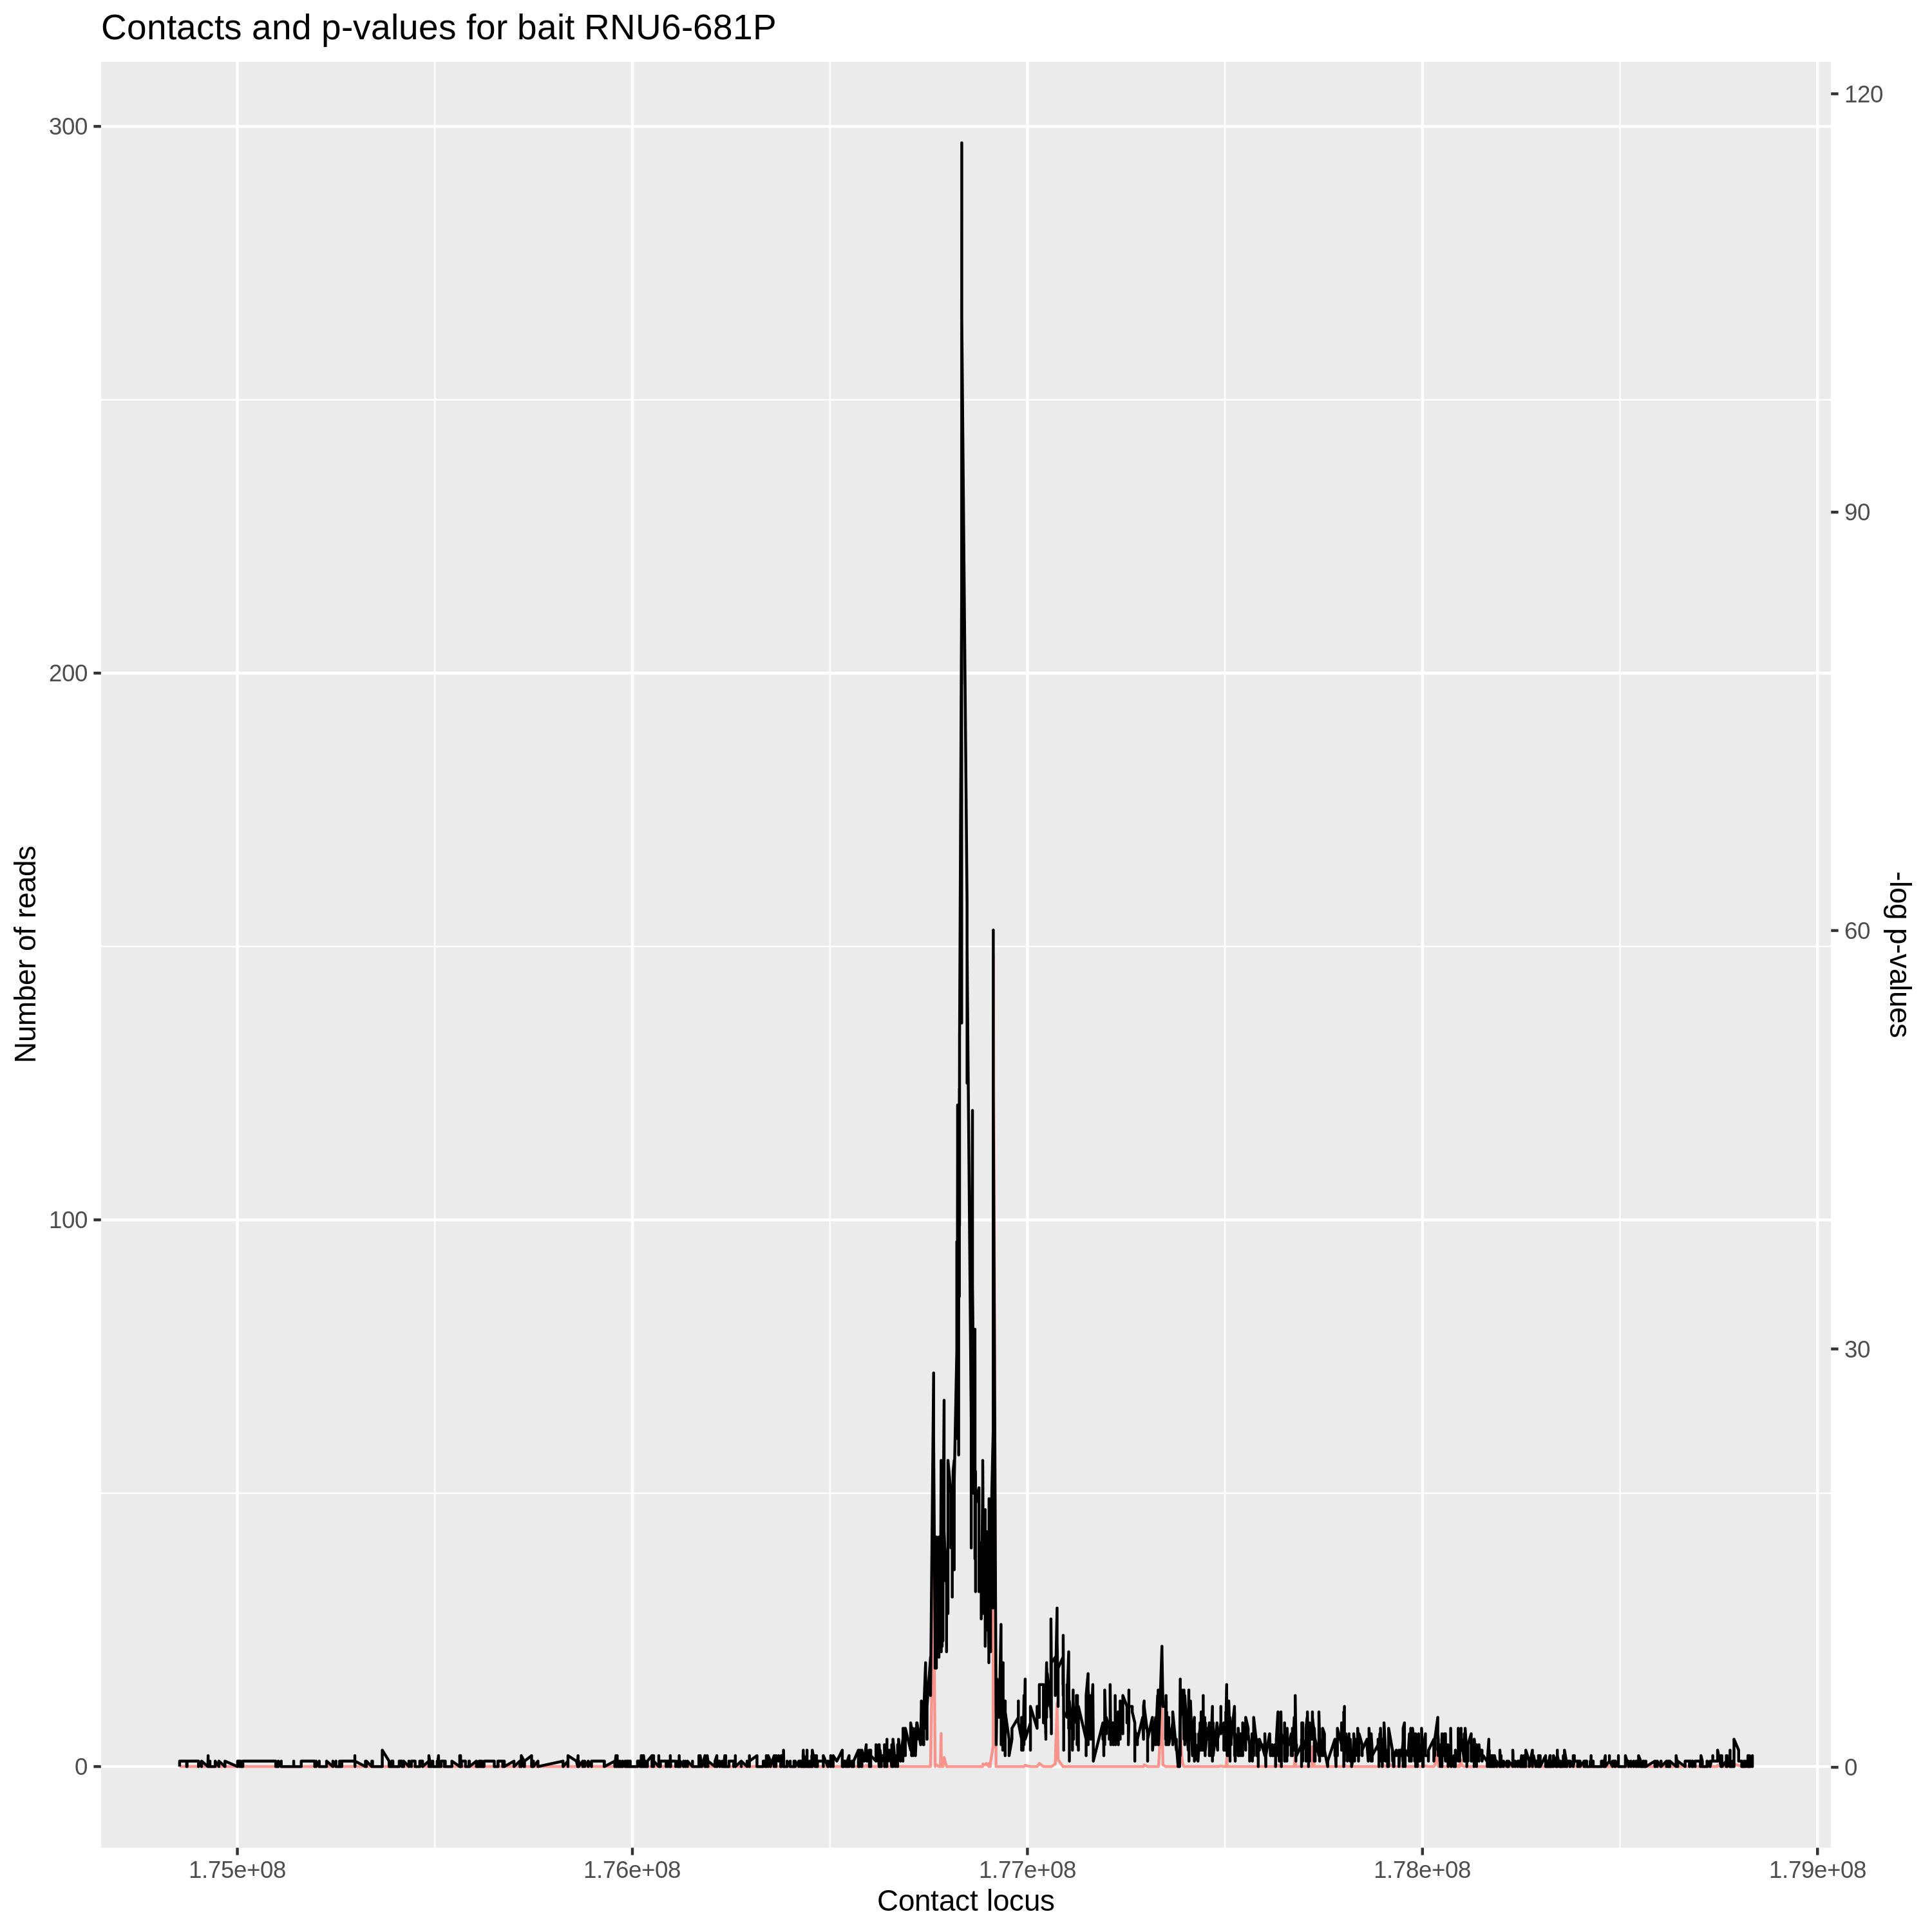 Contacts and p-values for bait RNU6-681P
300
200
100
0
Number of reads
120
90
60
30
0
-log p-values
1.75e+08
1.76e+08
1.77e+08
1.78e+08
1.79e+08
Contact locus